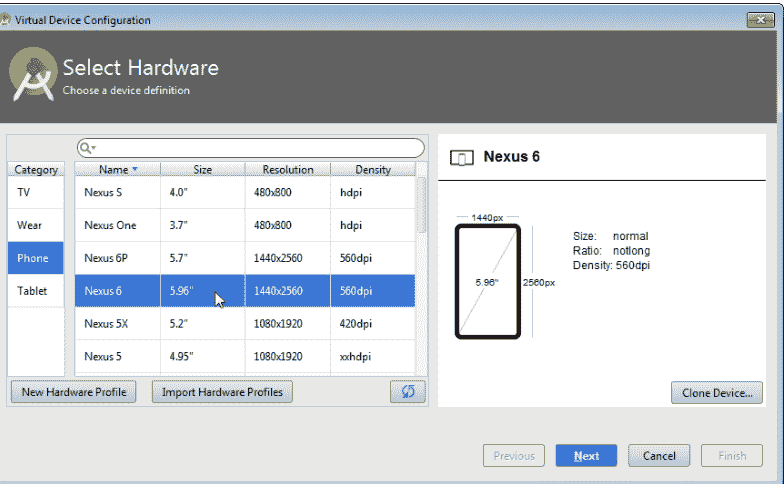 Virtual Device Configuration
Select Hardware
Choose a device definition
Category
TV
Wear
Phone
Tablet
Name Size Resolution Density
Nexus S 4.0" 480x800 hdpi
Nexus One 3.7" 480x800 hdpi
Nexus 6P 5.7" 1440x2560 560dpi
Nexus 6 5.96" 1440x2560 560dpi
Nexus 5X 5.2" 1080x1920 420dpi
Nexus 5 4.95" 1080x1920 xxhdpi
New Hardware Profile Import Hardware Profiles
Nexus 6
1440px
5.96" 2560px
Size: normal
Ratio: notlong
Density: 560dpi
Clone Device...
Previous Next Cancel Finish